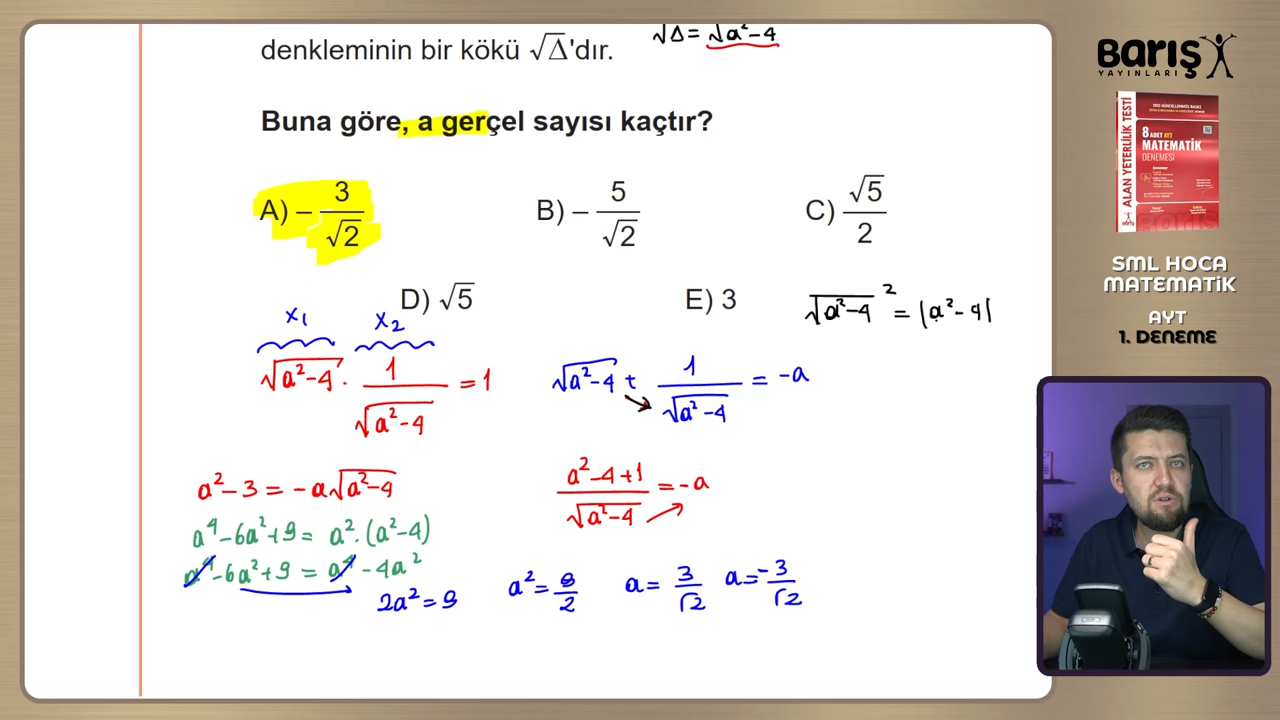 denkleminin bir kökü √Δ'dır.
√Δ = √a²-4
Buna göre, a gerçel sayısı kaçtır?
A) – 3/√2
B) – 5/√2
C) √5/2
D) √5
E) 3
√a²-4 ² = |a²-4|
x₁ x₂
√a²-4 · 1/√a²-4 = 1
√a²-4 + 1/√a²-4 = -a
a²-3 = -a√a²-4
a²-4+1/√a²-4 = -a
a⁴-6a²+9 = a².(a²-4)
a⁴-6a²+9 = a⁴-4a²
2a²=9
a²=9/2
a=3/√2
a=-3/√2
BARIŞ
YAYINLARI
ALAN YETERLİLİK TESTİ
8 ADET AYT
MATEMATİK
DENEMESİ
Barış
SML HOCA
MATEMATİK
AYT
1. DENEME